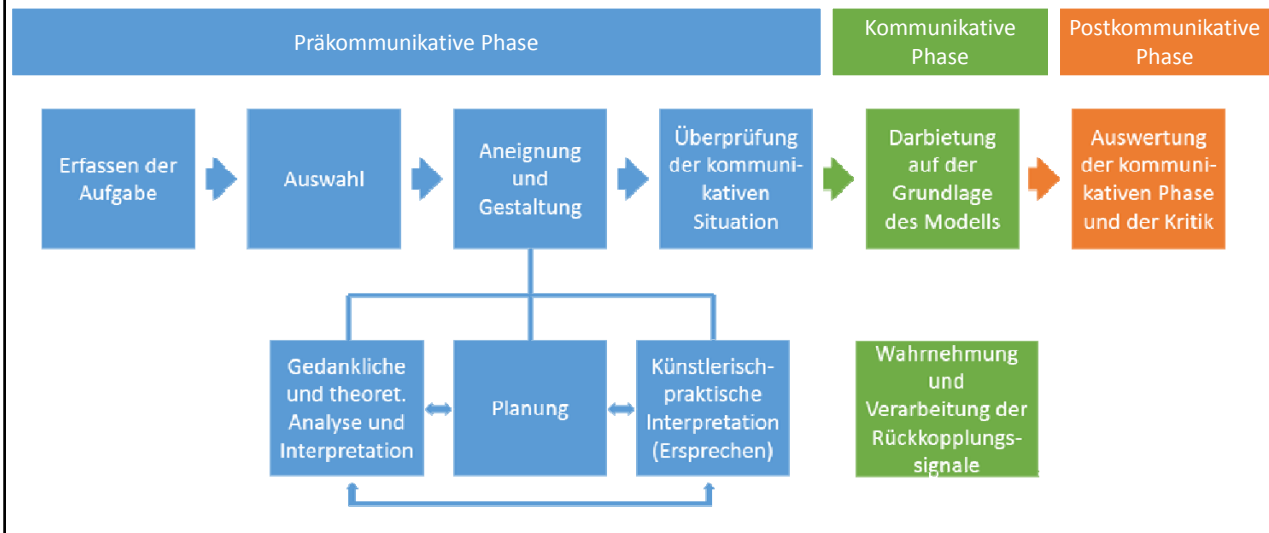 Präkommunikative Phase
Kommunikative
Phase
Postkommunikative
Phase
Erfassen der
Aufgabe
Auswahl
Aneignung
und
Gestaltung
Überprüfung
der kommuni-
kativen
Situation
Darbietung
auf der
Grundlage
des Modells
Auswertung
der kommuni-
kativen Phase
und der Kritik
Gedankliche
und theoret.
Analyse und
Interpretation
Planung
Künstlerisch-
praktische
Interpretation
(Ersprechen)
Wahrnehmung
und
Verarbeitung der
Rückkopplungs-
signale